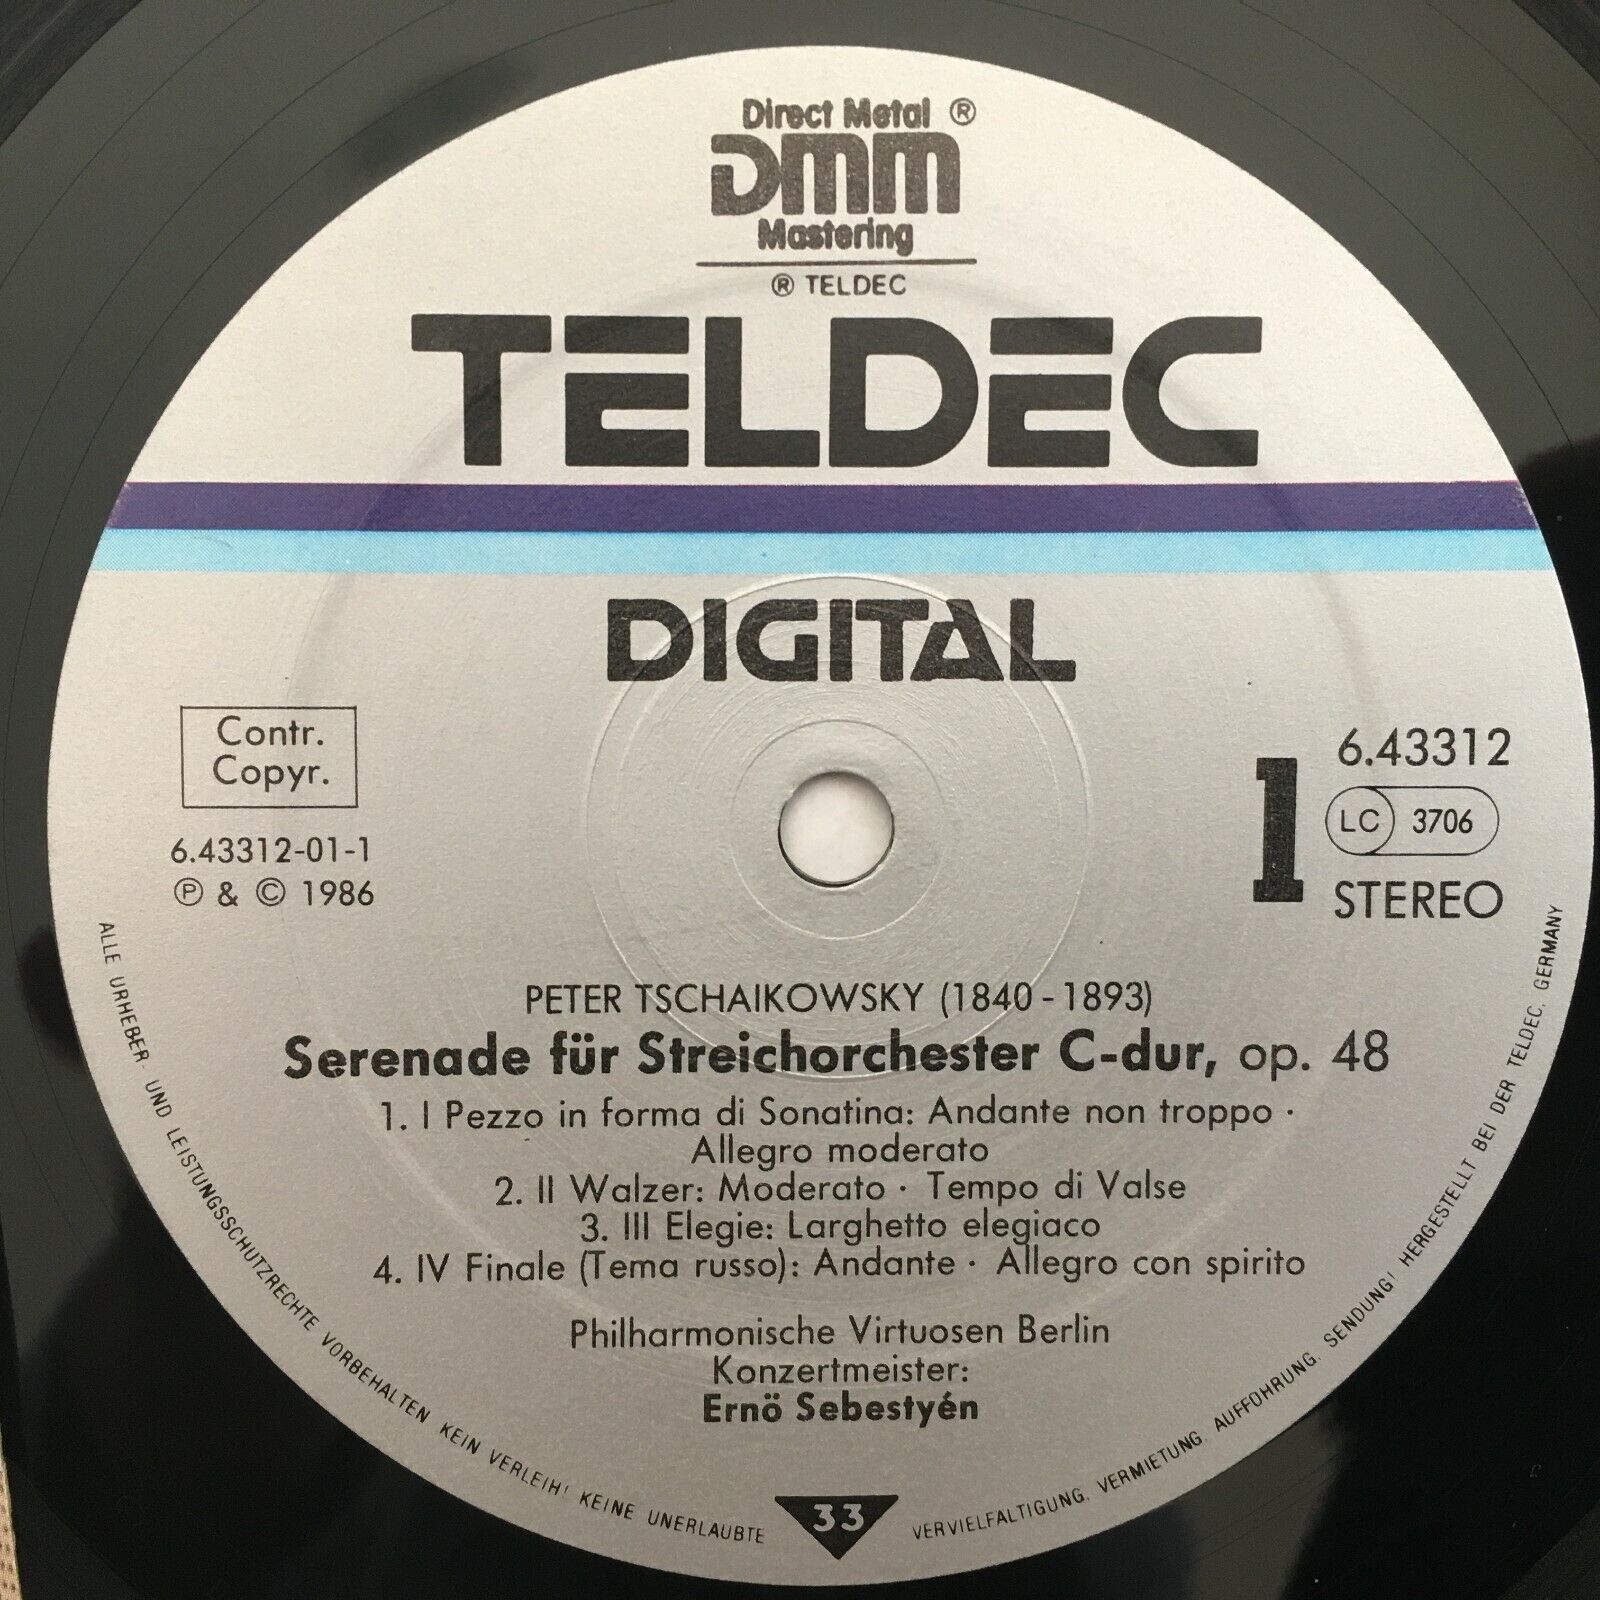 Direct Metal ®
DMM
Mastering
® TELDEC
TELDEC
DIGITAL
Contr.
Copyr.
6.43312-01-1
℗ & © 1986
1
6.43312
LC 3706
STEREO
PETER TSCHAIKOWSKY (1840 - 1893)
Serenade für Streichorchester C-dur, op. 48
1. I Pezzo in forma di Sonatina: Andante non troppo ·
Allegro moderato
2. II Walzer: Moderato · Tempo di Valse
3. III Elegie: Larghetto elegiaco
4. IV Finale (Tema russo): Andante · Allegro con spirito
Philharmonische Virtuosen Berlin
Konzertmeister:
Ernö Sebestyén
33
ALLE URHEBER- UND LEISTUNGSSCHUTZRECHTE VORBEHALTEN KEIN VERLEIH! KEINE UNERLAUBTE VERVIELFÄLTIGUNG, VERMIETUNG, AUFFÜHRUNG, SENDUNG! HERGESTELLT BEI DER TELDEC, GERMANY